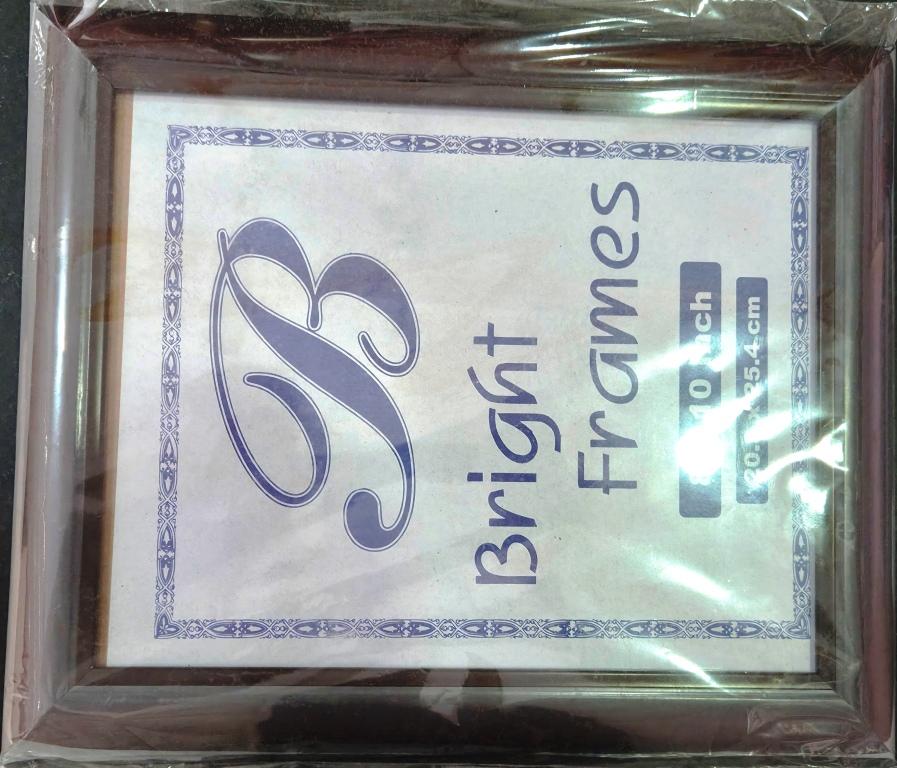 B
Bright
Frames
10 inch
25.4 cm